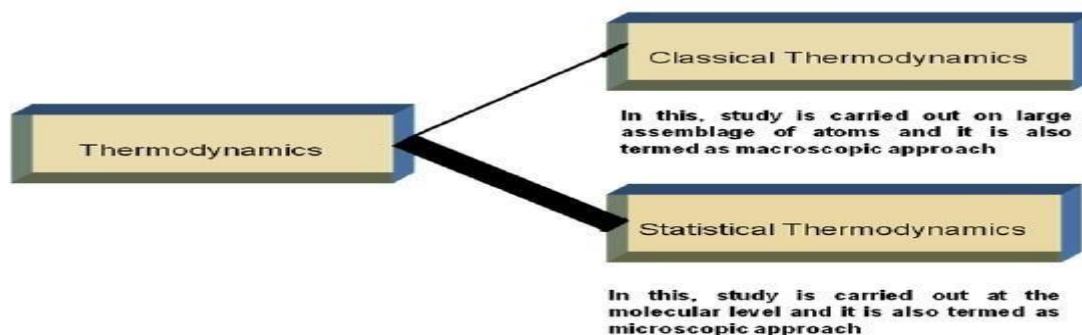 Classical Thermodynamics
In this, study is carried out on large
assemblage of atoms and it is also
termed as macroscopic approach
Thermodynamics
Statistical Thermodynamics
In this, study is carried out at the
molecular level and it is also termed as
microscopic approach